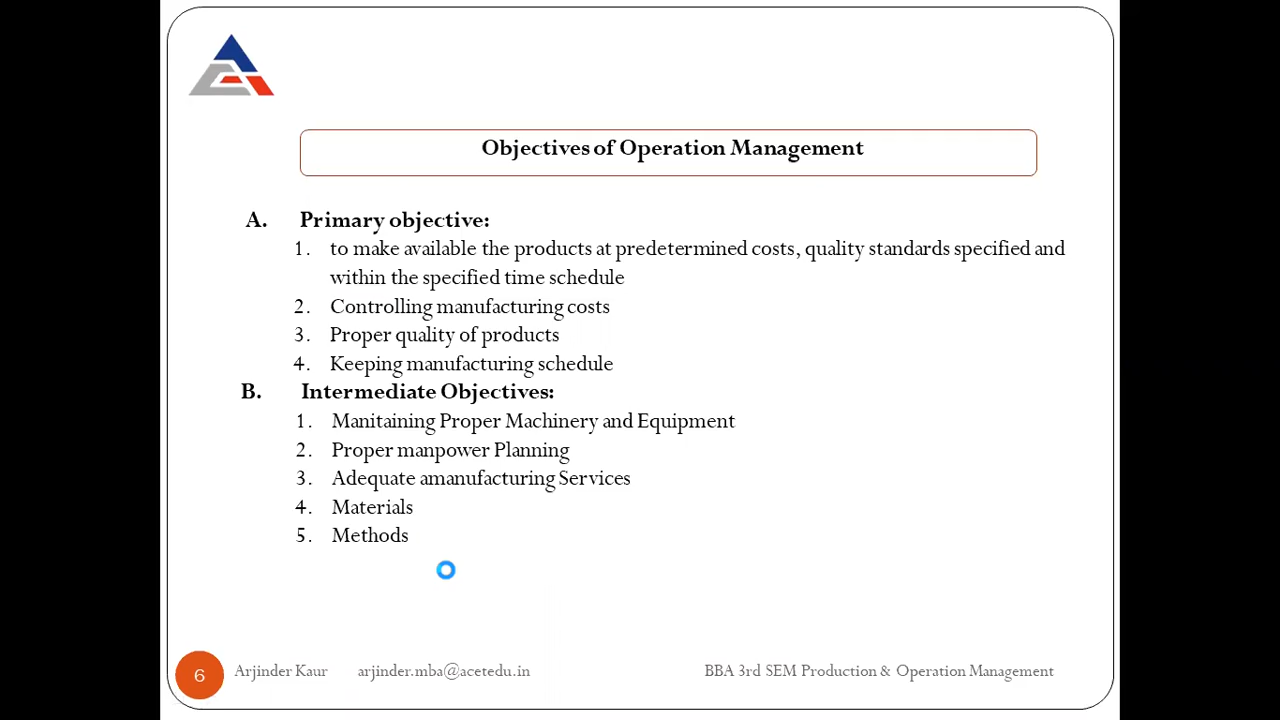 Objectives of Operation Management
A. Primary objective:
1. to make available the products at predetermined costs, quality standards specified and
within the specified time schedule
2. Controlling manufacturing costs
3. Proper quality of products
4. Keeping manufacturing schedule
B. Intermediate Objectives:
1. Manitaining Proper Machinery and Equipment
2. Proper manpower Planning
3. Adequate amanufacturing Services
4. Materials
5. Methods
6 Arjinder Kaur arjinder.mba@acetedu.in BBA 3rd SEM Production & Operation Management